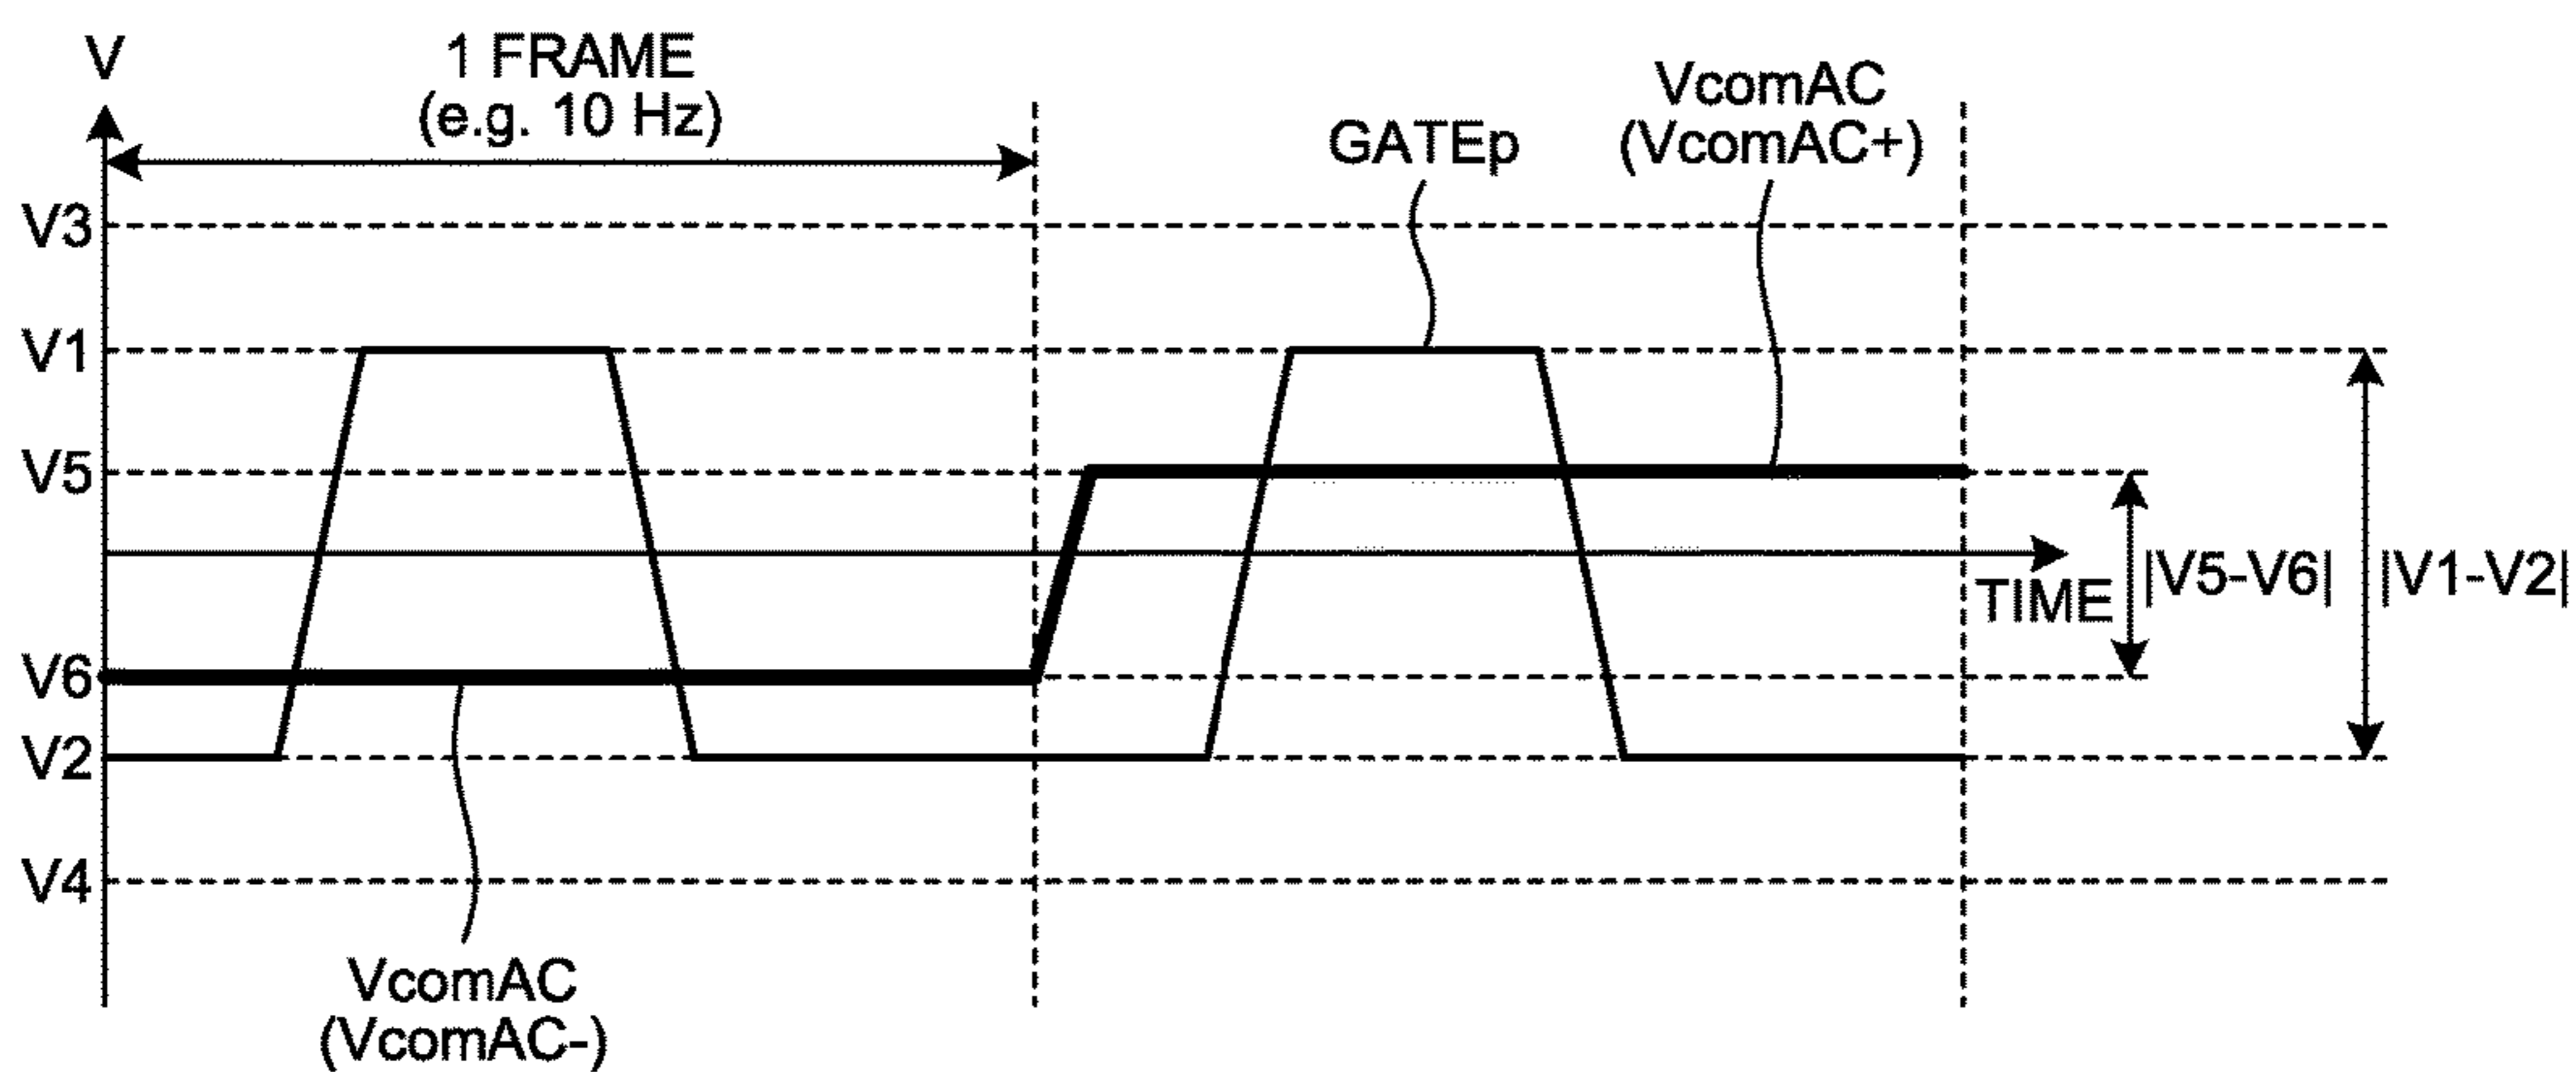 V
1 FRAME
(e.g. 10 Hz)
GATEp
VcomAC
(VcomAC+)
V3
V1
V5
V6
V2
V4
TIME
|V5-V6|
|V1-V2|
VcomAC
(VcomAC-)